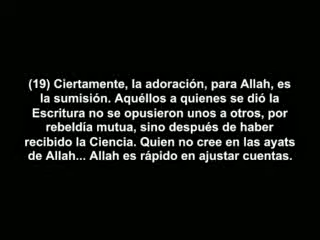 (19) Ciertamente, la adoración, para Allah, es
la sumisión. Aquéllos a quienes se dió la
Escritura no se opusieron unos a otros, por
rebeldía mutua, sino después de haber
recibido la Ciencia. Quien no cree en las ayats
de Allah... Allah es rápido en ajustar cuentas.